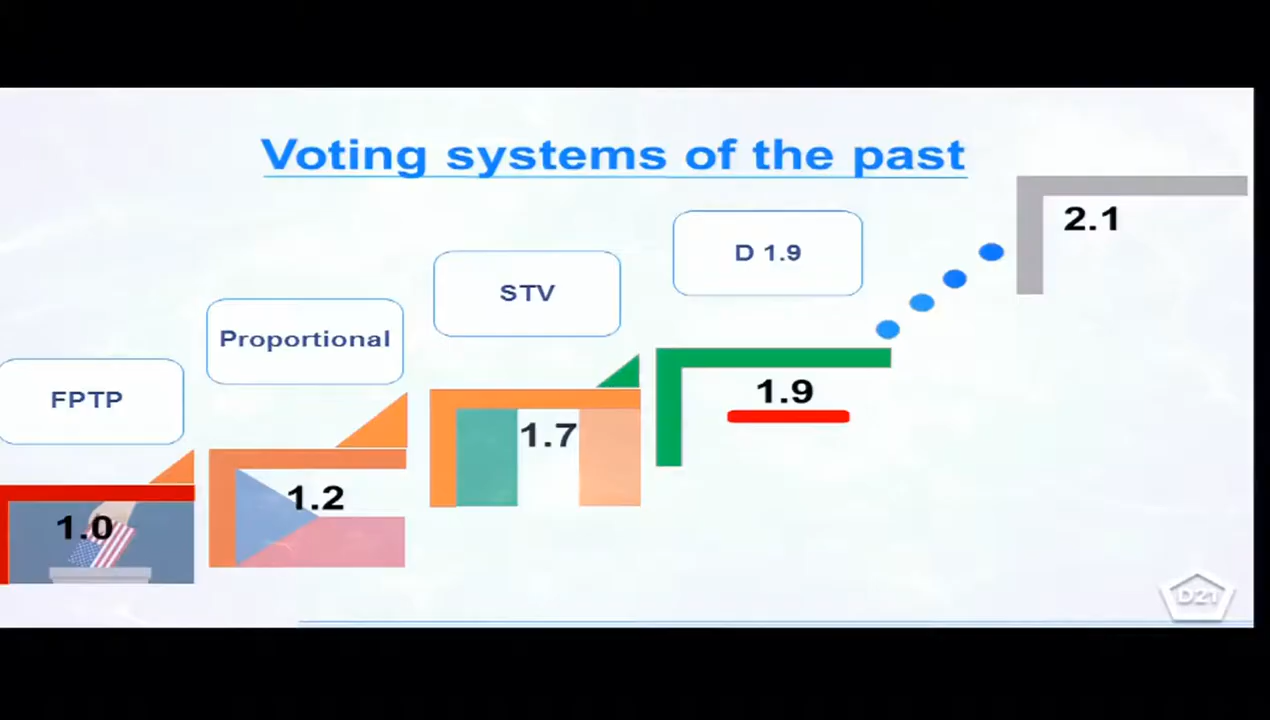 Voting systems of the past
2.1
D 1.9
STV
Proportional
FPTP
1.9
1.7
1.2
1.0
D21